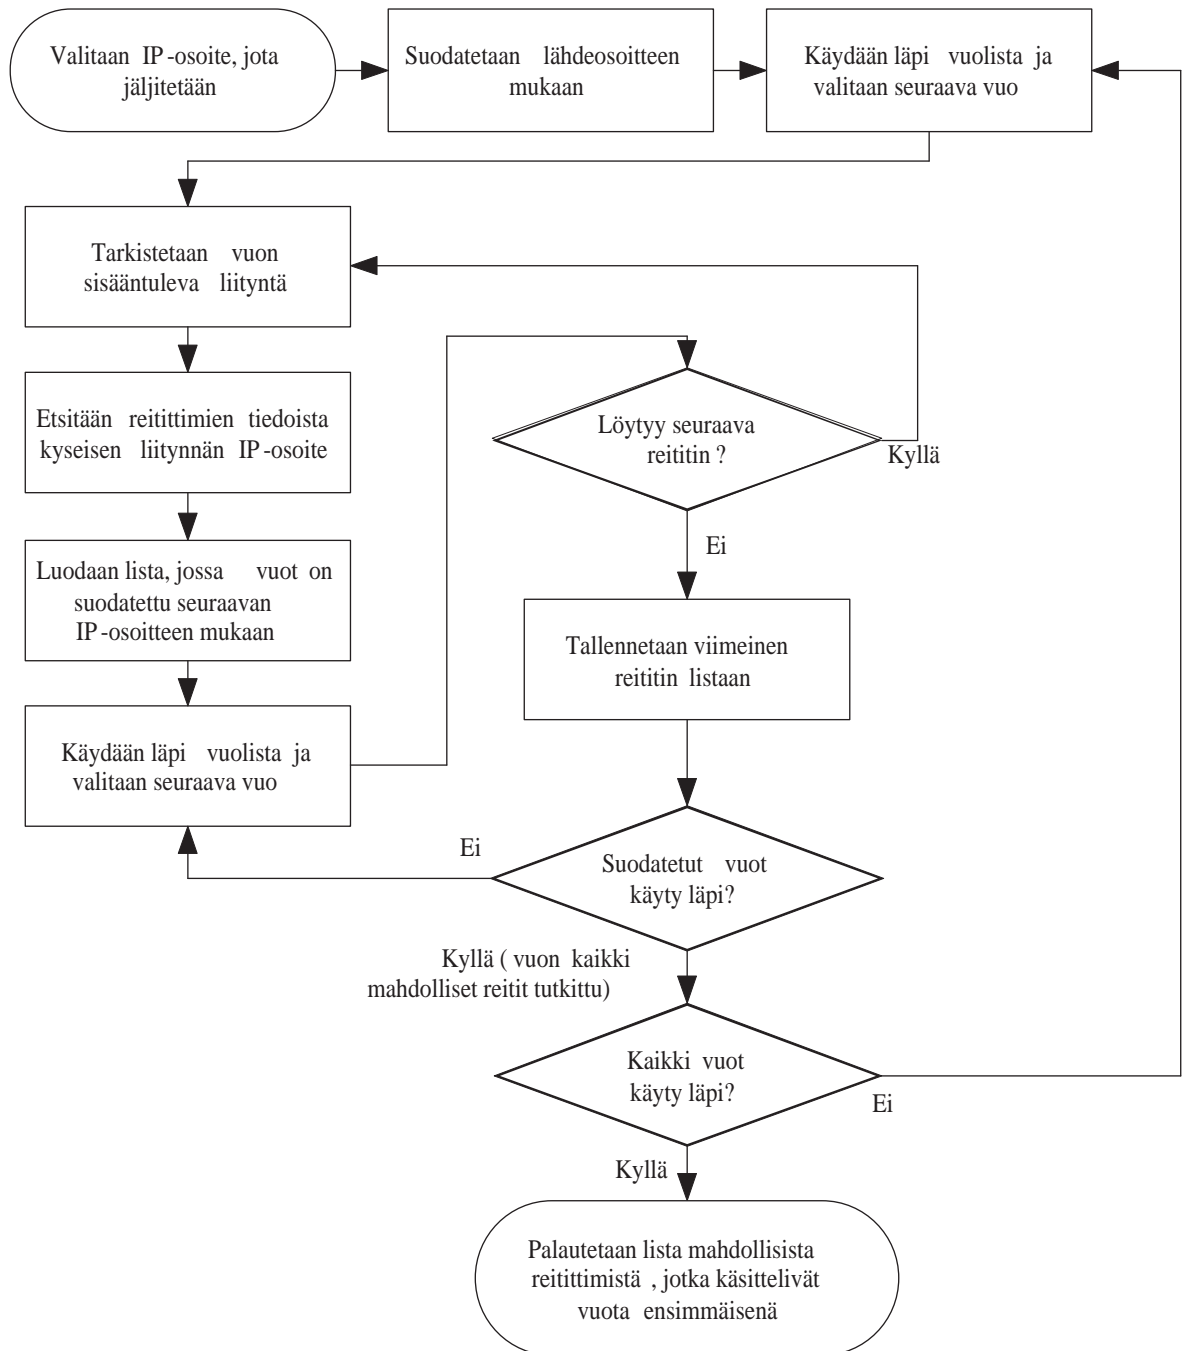 Valitaan IP-osoite, jota
jäljitetään
Suodatetaan lähdeosoitteen
mukaan
Käydään läpi vuolista ja
valitaan seuraava vuo
Tarkistetaan vuon
sisääntuleva liityntä
Etsitään reitittimien tiedoista
kyseisen liitynnän IP-osoite
Luodaan lista, jossa vuot on
suodatettu seuraavan
IP-osoitteen mukaan
Käydään läpi vuolista ja
valitaan seuraava vuo
Löytyy seuraava
reititin ?
Kyllä
Ei
Tallennetaan viimeinen
reititin listaan
Suodatetut vuot
käyty läpi?
Ei
Kyllä ( vuon kaikki
mahdolliset reitit tutkittu)
Kaikki vuot
käyty läpi?
Ei
Kyllä
Palautetaan lista mahdollisista
reitittimistä , jotka käsittelivät
vuota ensimmäisenä